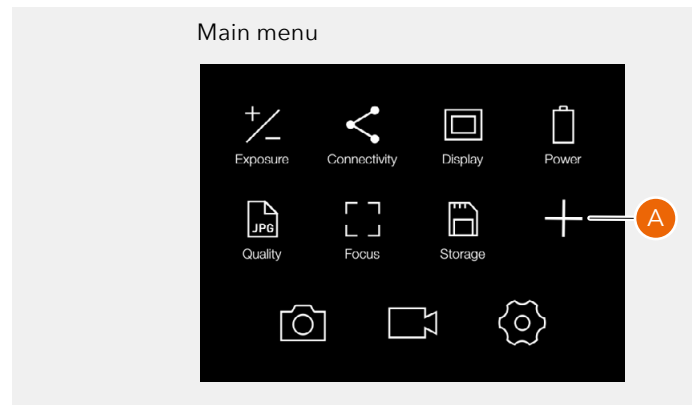 Main menu
Exposure Connectivity Display Power
JPG
A
Quality Focus Storage